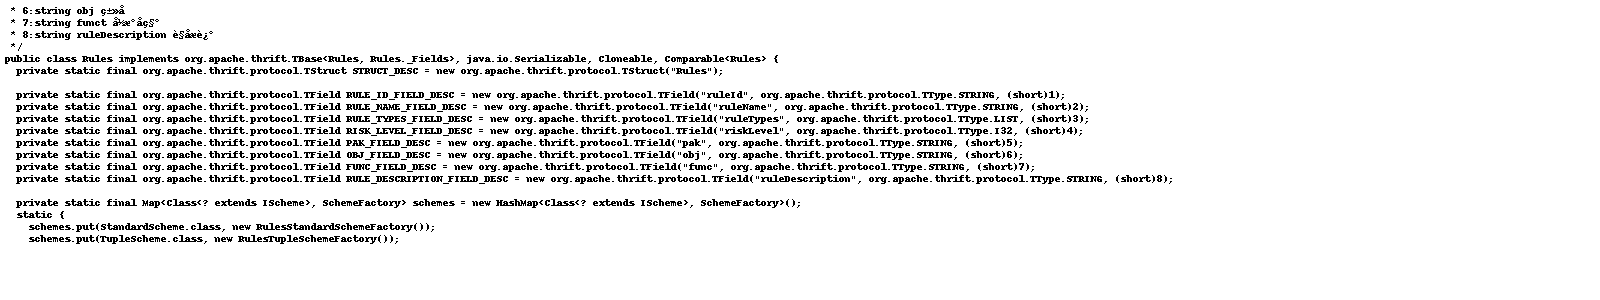 * 6:string obj ç±»å
* 7:string funct å½æ°åç§°
* 8:string ruleDescription è§åæè¿°
*/
public class Rules implements org.apache.thrift.TBase<Rules, Rules._Fields>, java.io.Serializable, Cloneable, Comparable<Rules> {
private static final org.apache.thrift.protocol.TStruct STRUCT_DESC = new org.apache.thrift.protocol.TStruct("Rules");
private static final org.apache.thrift.protocol.TField RULE_ID_FIELD_DESC = new org.apache.thrift.protocol.TField("ruleId", org.apache.thrift.protocol.TType.STRING, (short)1);
private static final org.apache.thrift.protocol.TField RULE_NAME_FIELD_DESC = new org.apache.thrift.protocol.TField("ruleName", org.apache.thrift.protocol.TType.STRING, (short)2);
private static final org.apache.thrift.protocol.TField RULE_TYPES_FIELD_DESC = new org.apache.thrift.protocol.TField("ruleTypes", org.apache.thrift.protocol.TType.LIST, (short)3);
private static final org.apache.thrift.protocol.TField RISK_LEVEL_FIELD_DESC = new org.apache.thrift.protocol.TField("riskLevel", org.apache.thrift.protocol.TType.I32, (short)4);
private static final org.apache.thrift.protocol.TField PAK_FIELD_DESC = new org.apache.thrift.protocol.TField("pak", org.apache.thrift.protocol.TType.STRING, (short)5);
private static final org.apache.thrift.protocol.TField OBJ_FIELD_DESC = new org.apache.thrift.protocol.TField("obj", org.apache.thrift.protocol.TType.STRING, (short)6);
private static final org.apache.thrift.protocol.TField FUNC_FIELD_DESC = new org.apache.thrift.protocol.TField("func", org.apache.thrift.protocol.TType.STRING, (short)7);
private static final org.apache.thrift.protocol.TField RULE_DESCRIPTION_FIELD_DESC = new org.apache.thrift.protocol.TField("ruleDescription", org.apache.thrift.protocol.TType.STRING, (short)8);
private static final Map<Class<? extends IScheme>, SchemeFactory> schemes = new HashMap<Class<? extends IScheme>, SchemeFactory>();
static {
schemes.put(StandardScheme.class, new RulesStandardSchemeFactory());
schemes.put(TupleScheme.class, new RulesTupleSchemeFactory());